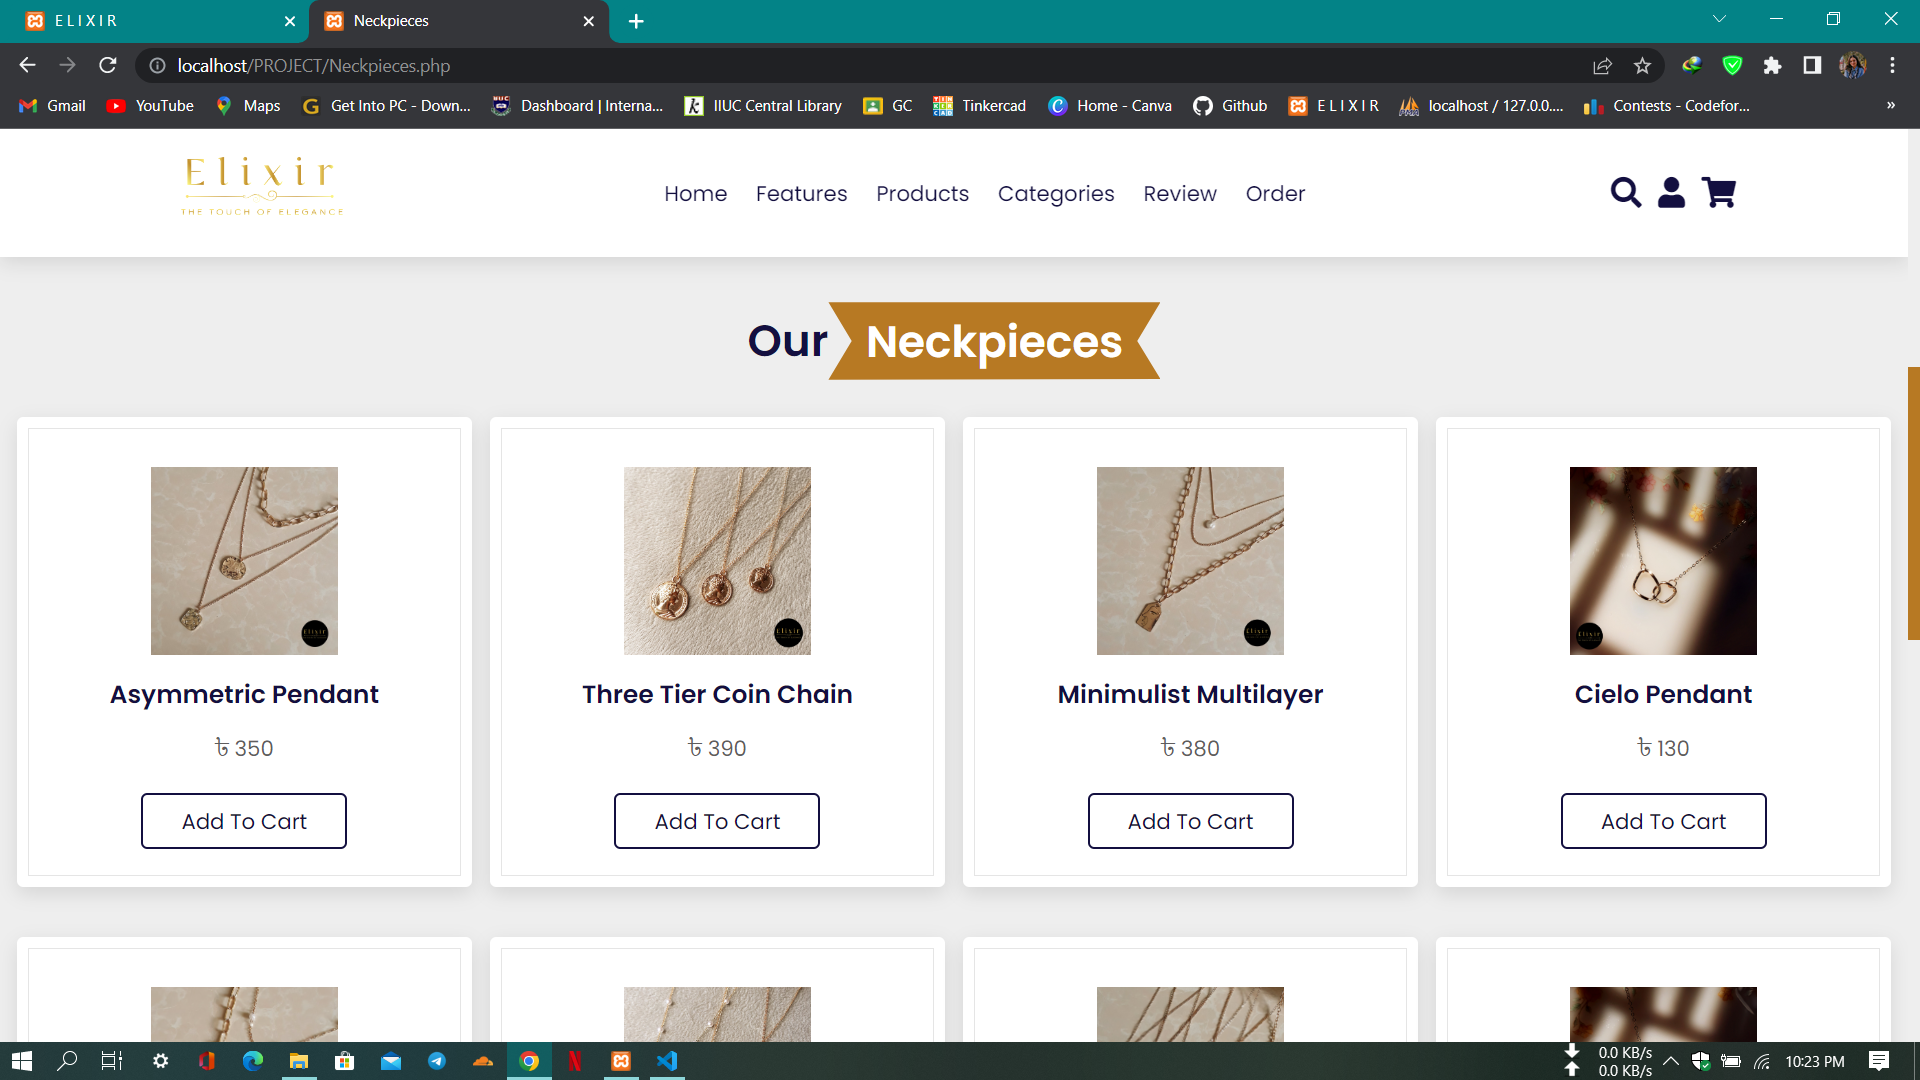 E L I X I R
Neckpieces
localhost/PROJECT/Neckpieces.php
Gmail
YouTube
Maps
Get Into PC - Down...
Dashboard | Interna...
IIUC Central Library
GC
Tinkercad
Home - Canva
Github
E L I X I R
localhost / 127.0.0....
Contests - Codefor...
»
Elixir
THE TOUCH OF ELEGANCE
Home
Features
Products
Categories
Review
Order
Our Neckpieces
Asymmetric Pendant
Three Tier Coin Chain
Minimulist Multilayer
Cielo Pendant
৳ 350
৳ 390
৳ 380
৳ 130
Add To Cart
Add To Cart
Add To Cart
Add To Cart
0.0 KB/s
0.0 KB/s
10:23 PM